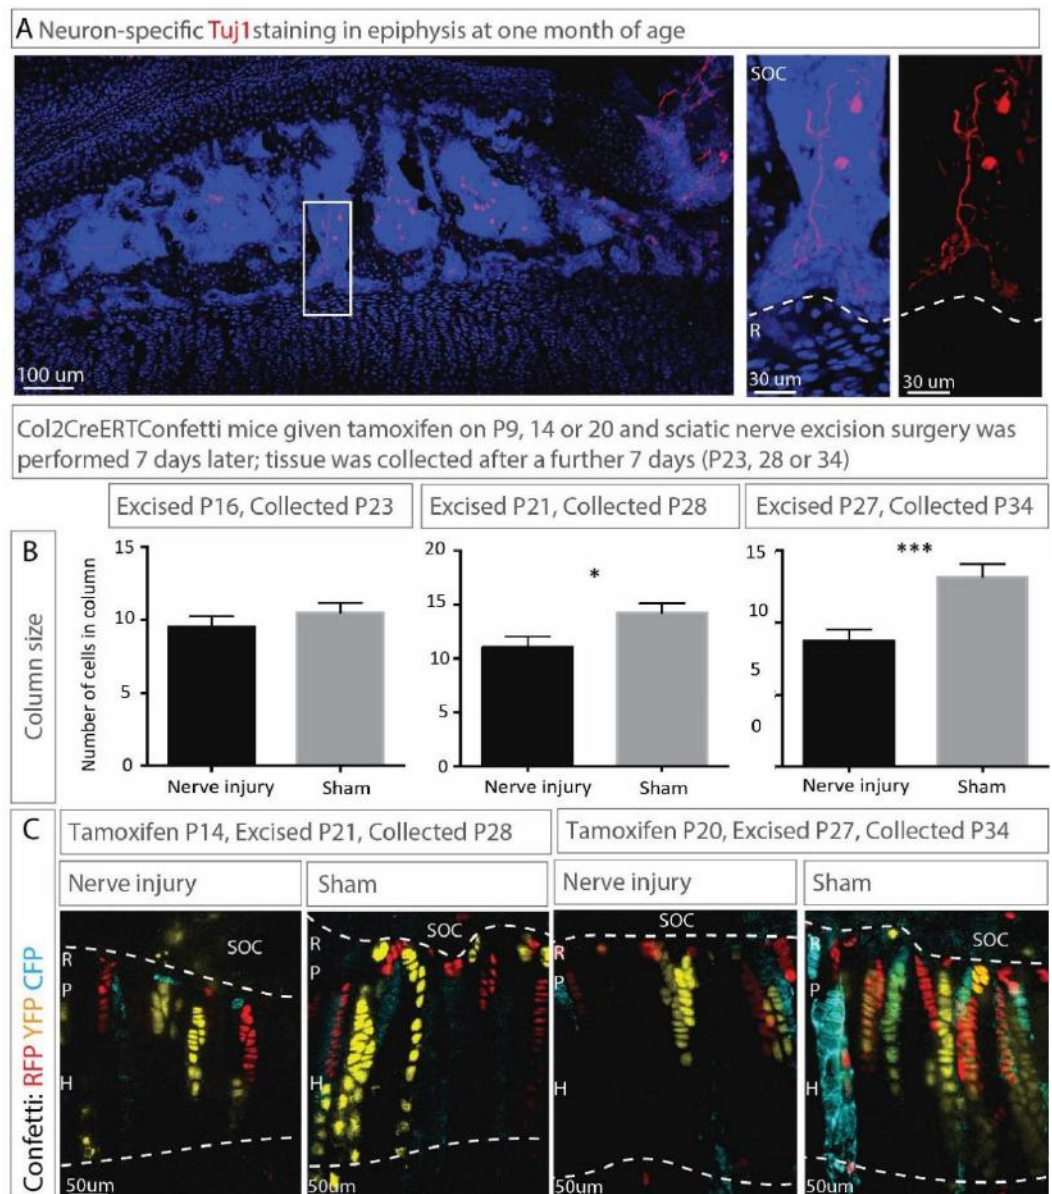 A Neuron-specific Tuj1 staining in epiphysis at one month of age
SOC
R
100 um
30 um
30 um
Col2CreERTConfetti mice given tamoxifen on P9, 14 or 20 and sciatic nerve excision surgery was
performed 7 days later; tissue was collected after a further 7 days (P23, 28 or 34)
Excised P16, Collected P23
Excised P21, Collected P28
Excised P27, Collected P34
B
Column size
Number of cells in column
15
10
5
0
Nerve injury
Sham
20
15
10
5
0
*
Nerve injury
Sham
15
10
5
0
***
Nerve injury
Sham
C
Confetti: RFP YFP CFP
Tamoxifen P14, Excised P21, Collected P28
Tamoxifen P20, Excised P27, Collected P34
Nerve injury
Sham
Nerve injury
Sham
SOC
R
P
H
50um
SOC
R
P
H
50um
SOC
R
P
H
50um
SOC
R
P
H
50um